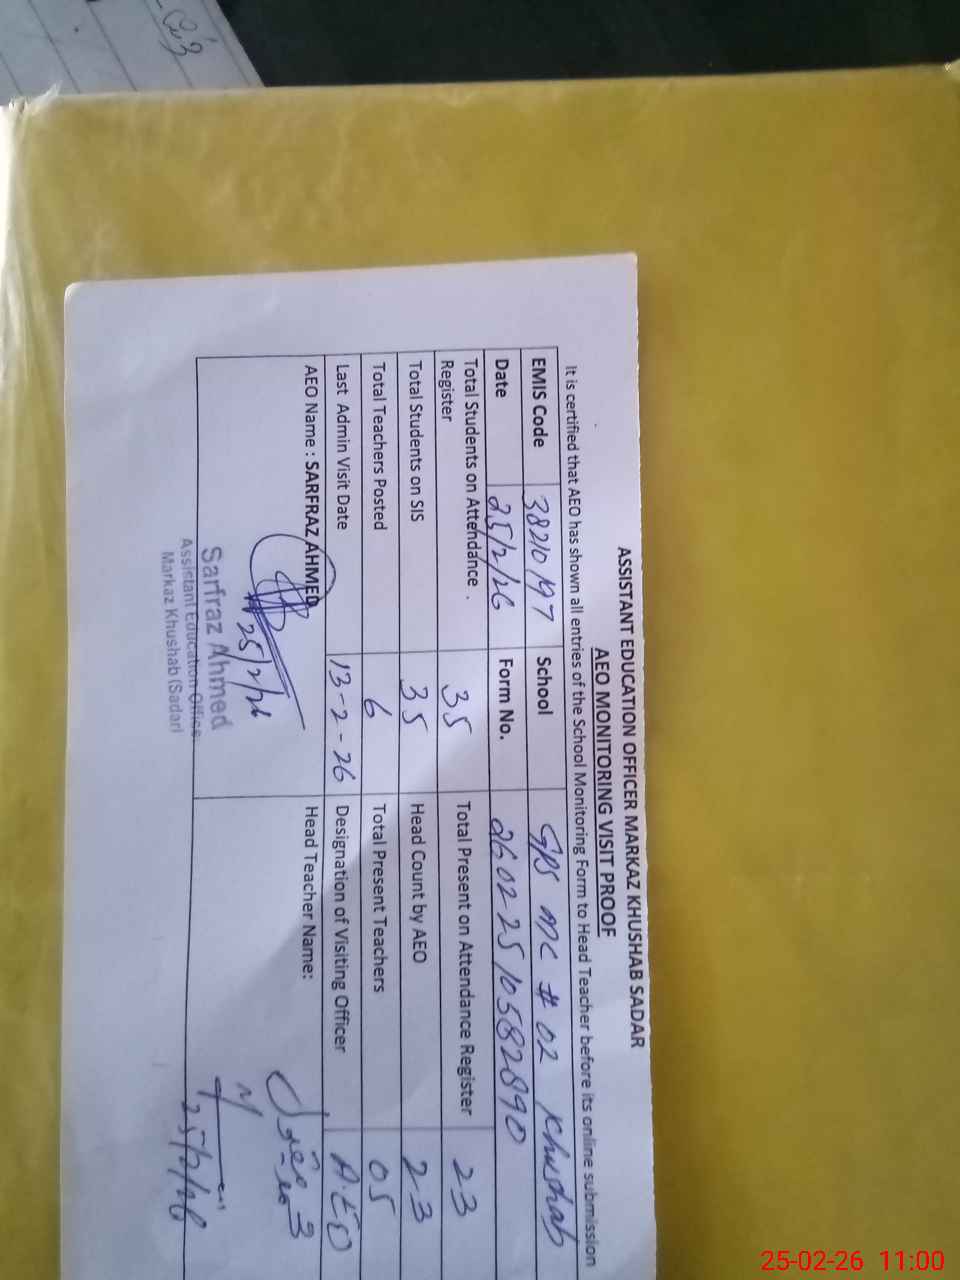 ASSISTANT EDUCATION OFFICER MARKAZ KHUSHAB SADAR
AEO MONITORING VISIT PROOF
It is certified that AEO has shown all entries of the School Monitoring Form to Head Teacher before its online submission
EMIS Code 38210197 School GPS MC # 02 Khushab
Date 25/2/26 Form No. 26022510582890
Total Students on Attendance Register 35 Total Present on Attendance Register 23
Total Students on SIS 35 Head Count by AEO 23
Total Teachers Posted 6 Total Present Teachers 05
Last Admin Visit Date 13-2-26 Designation of Visiting Officer A.EO
AEO Name : SARFRAZ AHMED Head Teacher Name:
25/2/26
Sarfraz Ahmed
Assistant Education Officer
Markaz Khushab (Sadar)
25/2/26
25-02-26 11:00